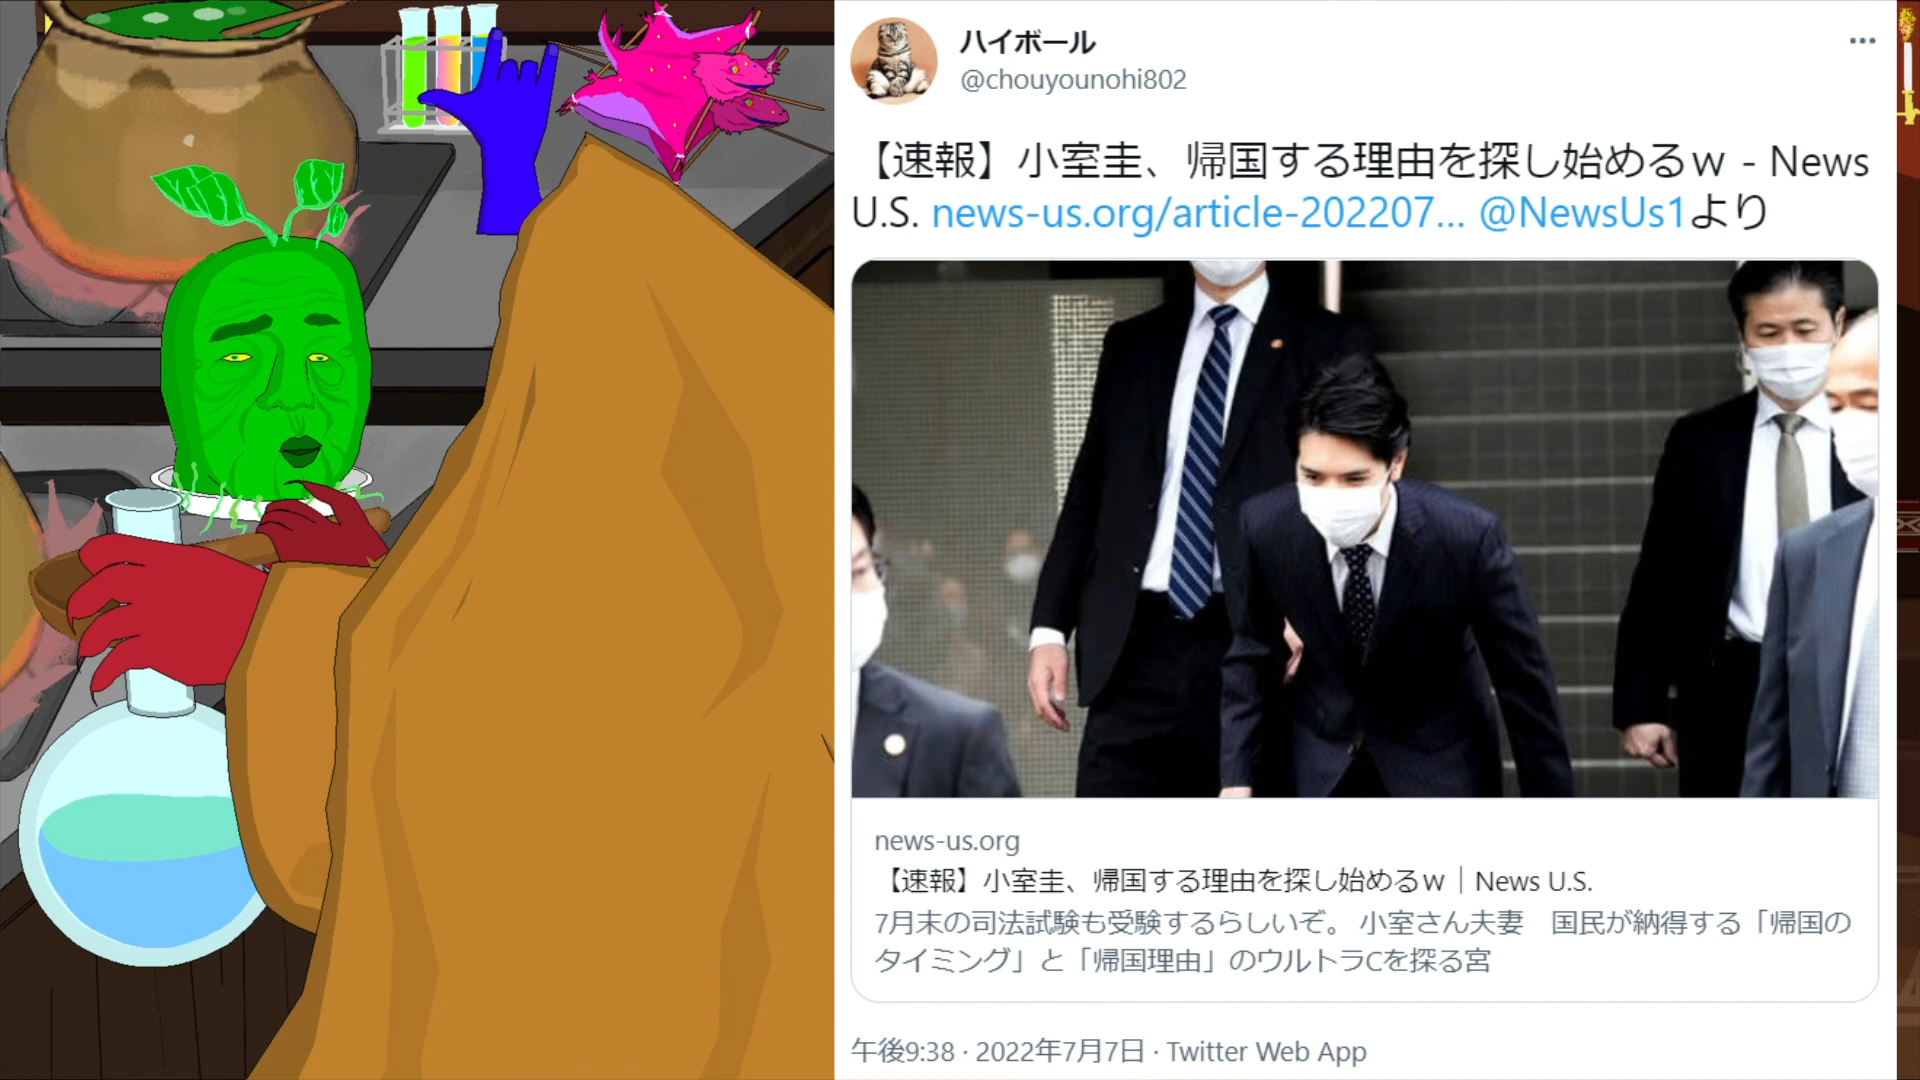 ハイボール
@chouyounohi802
【速報】小室圭、帰国する理由を探し始めるｗ - News
U.S. news-us.org/article-202207… @NewsUs1より
news-us.org
【速報】小室圭、帰国する理由を探し始めるｗ｜News U.S.
7月末の司法試験も受験するらしいぞ。 小室さん夫妻　国民が納得する「帰国の
タイミング」と「帰国理由」のウルトラCを探る宮
午後9:38 · 2022年7月7日 · Twitter Web App